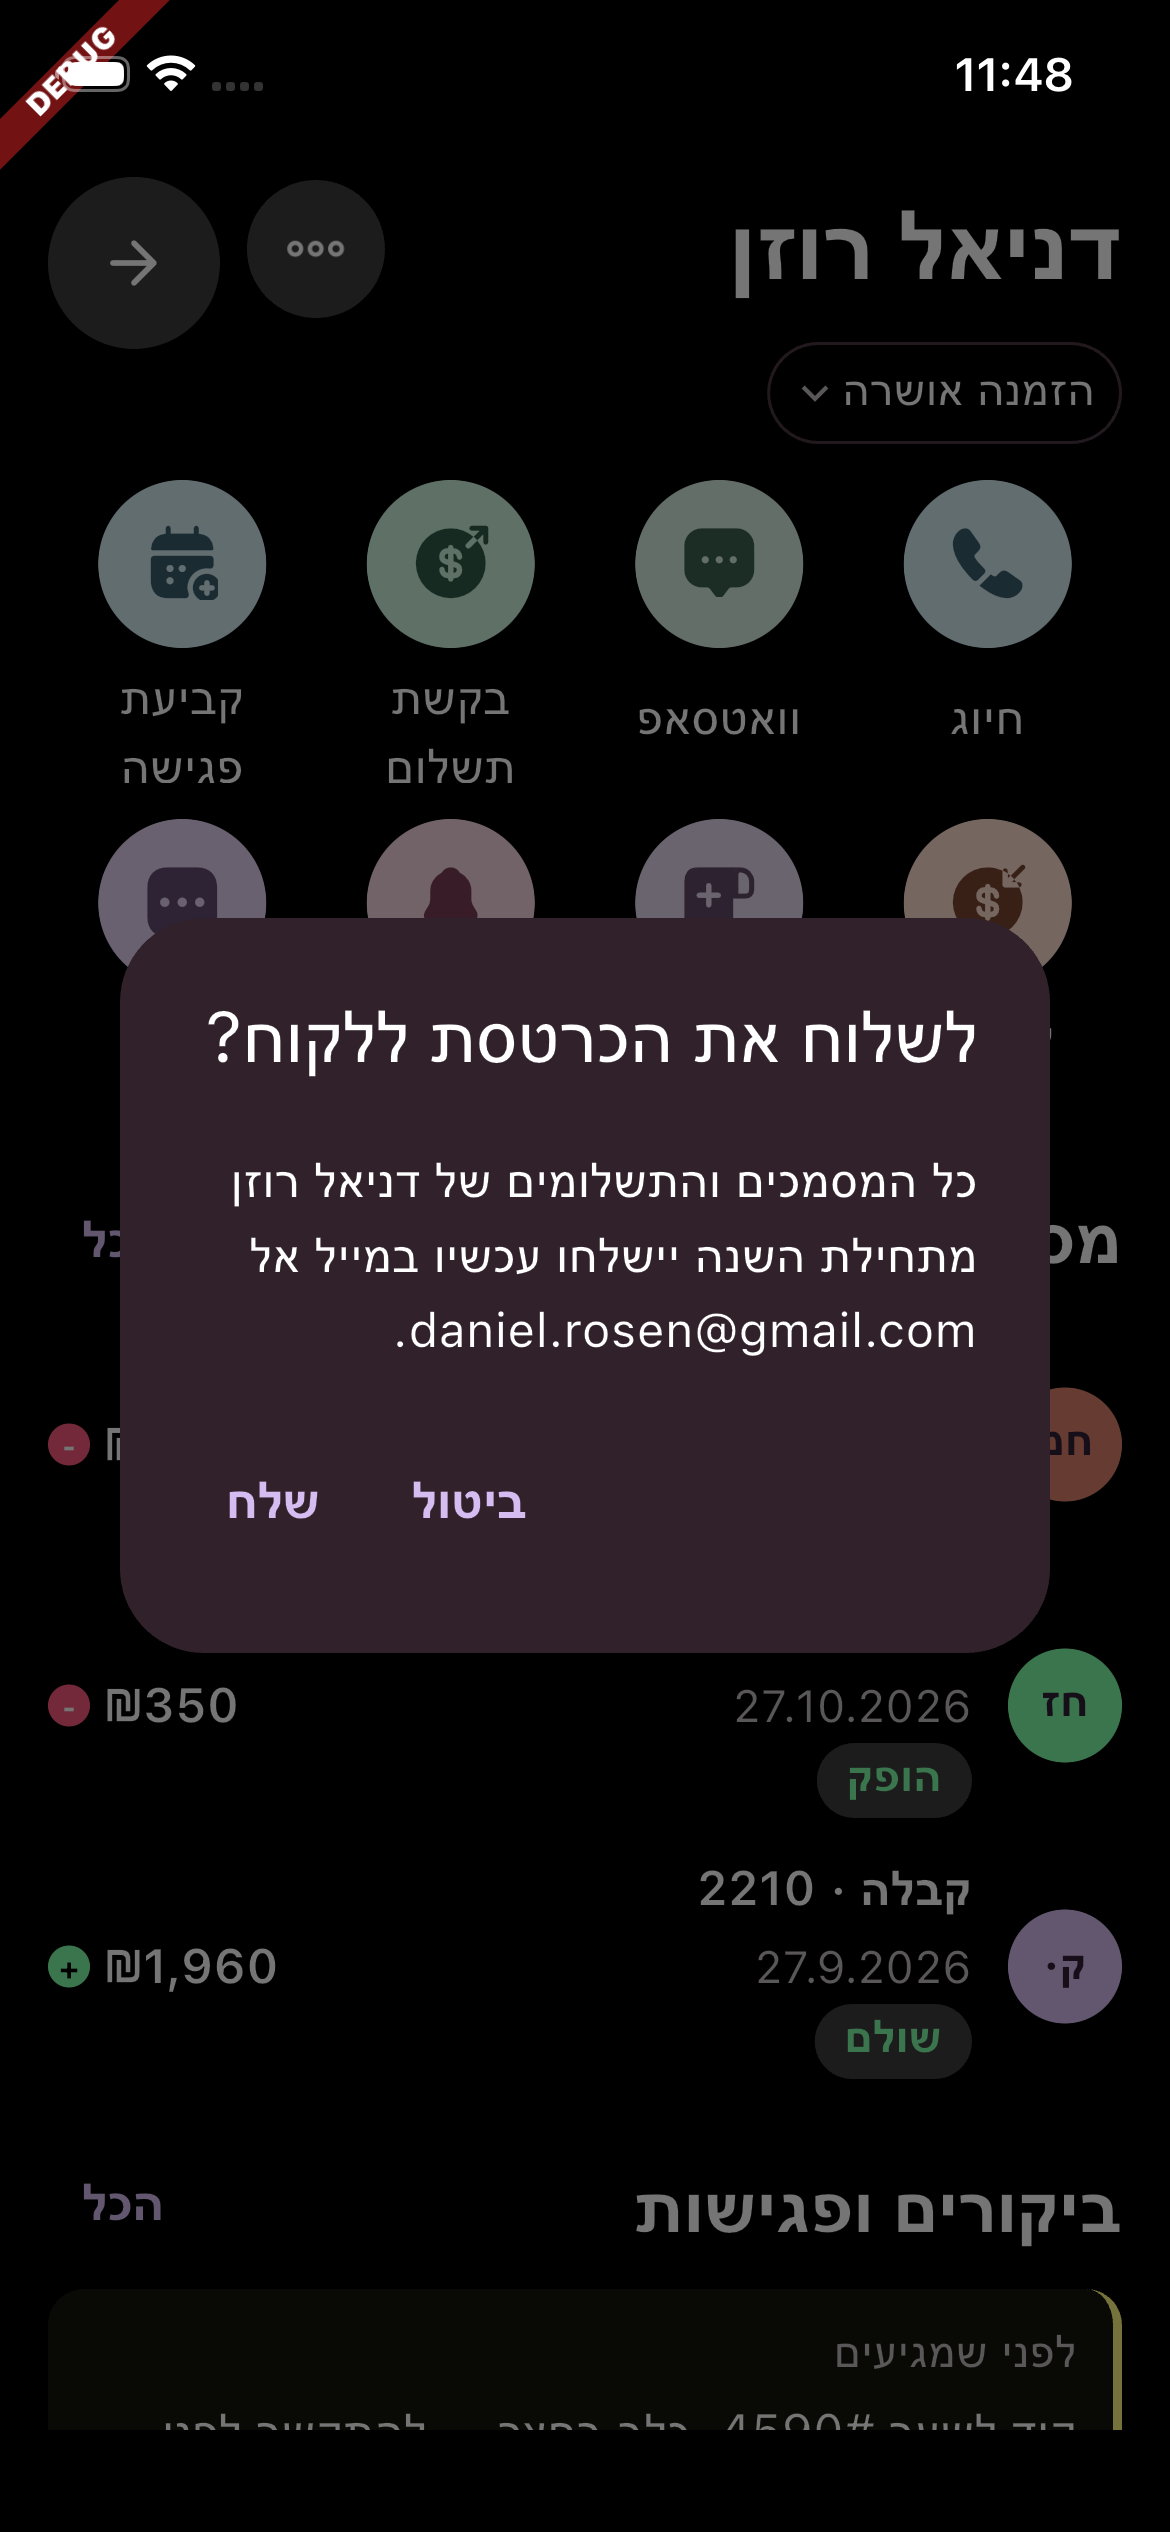 DEBUG
11:48
דניאל רוזן
הזמנה אושרה
חיוג
וואטסאפ
בקשת תשלום
קביעת פגישה
לשלוח את הכרטסת ללקוח?
כל המסמכים והתשלומים של דניאל רוזן
מתחילת השנה יישלחו עכשיו במייל אל
daniel.rosen@gmail.com.
ביטול
שלח
חז
27.10.2026
₪350
-
הופק
קבלה · 2210
ק·
27.9.2026
₪1,960
+
שולם
ביקורים ופגישות
הכל
לפני שמגיעים